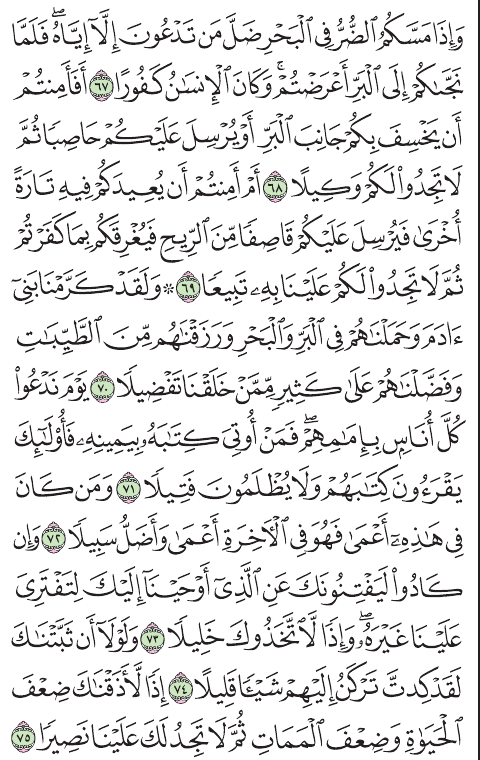 وَإِذَا مَسَّكُمُ ٱلضُّرُّ فِي ٱلۡبَحۡرِ ضَلَّ مَن تَدۡعُونَ إِلَّآ إِيَّاهُۖ فَلَمَّا
نَجَّىٰكُمۡ إِلَى ٱلۡبَرِّ أَعۡرَضۡتُمۡۚ وَكَانَ ٱلۡإِنسَٰنُ كَفُورًا ٦٧ أَفَأَمِنتُمۡ
أَن يَخۡسِفَ بِكُمۡ جَانِبَ ٱلۡبَرِّ أَوۡ يُرۡسِلَ عَلَيۡكُمۡ حَاصِبٗا ثُمَّ
لَا تَجِدُواْ لَكُمۡ وَكِيلًا ٦٨ أَمۡ أَمِنتُمۡ أَن يُعِيدَكُمۡ فِيهِ تَارَةً
أُخۡرَىٰ فَيُرۡسِلَ عَلَيۡكُمۡ قَاصِفٗا مِّنَ ٱلرِّيحِ فَيُغۡرِقَكُم بِمَا كَفَرۡتُمۡ
ثُمَّ لَا تَجِدُواْ لَكُمۡ عَلَيۡنَا بِهِۦ تَبِيعٗا ٦٩ ۞ وَلَقَدۡ كَرَّمۡنَا بَنِيٓ
ءَادَمَ وَحَمَلۡنَٰهُمۡ فِي ٱلۡبَرِّ وَٱلۡبَحۡرِ وَرَزَقۡنَٰهُم مِّنَ ٱلطَّيِّبَٰتِ
وَفَضَّلۡنَٰهُمۡ عَلَىٰ كَثِيرٖ مِّمَّنۡ خَلَقۡنَا تَفۡضِيلٗا ٧٠ يَوۡمَ نَدۡعُواْ
كُلَّ أُنَاسِۭ بِإِمَٰمِهِمۡۖ فَمَنۡ أُوتِيَ كِتَٰبَهُۥ بِيَمِينِهِۦ فَأُوْلَٰٓئِكَ
يَقۡرَءُونَ كِتَٰبَهُمۡ وَلَا يُظۡلَمُونَ فَتِيلٗا ٧١ وَمَن كَانَ
فِي هَٰذِهِۦٓ أَعۡمَىٰ فَهُوَ فِي ٱلۡأٓخِرَةِ أَعۡمَىٰ وَأَضَلُّ سَبِيلٗا ٧٢ وَإِن
كَادُواْ لَيَفۡتِنُونَكَ عَنِ ٱلَّذِيٓ أَوۡحَيۡنَآ إِلَيۡكَ لِتَفۡتَرِيَ
عَلَيۡنَا غَيۡرَهُۥۖ وَإِذٗا لَّٱتَّخَذُوكَ خَلِيلٗا ٧٣ وَلَوۡلَآ أَن ثَبَّتۡنَٰكَ
لَقَدۡ كِدتَّ تَرۡكَنُ إِلَيۡهِمۡ شَيۡـٔٗا قَلِيلًا ٧٤ إِذٗا لَّأَذَقۡنَٰكَ ضِعۡفَ
ٱلۡحَيَوٰةِ وَضِعۡفَ ٱلۡمَمَاتِ ثُمَّ لَا تَجِدُ لَكَ عَلَيۡنَا نَصِيرٗا ٧٥